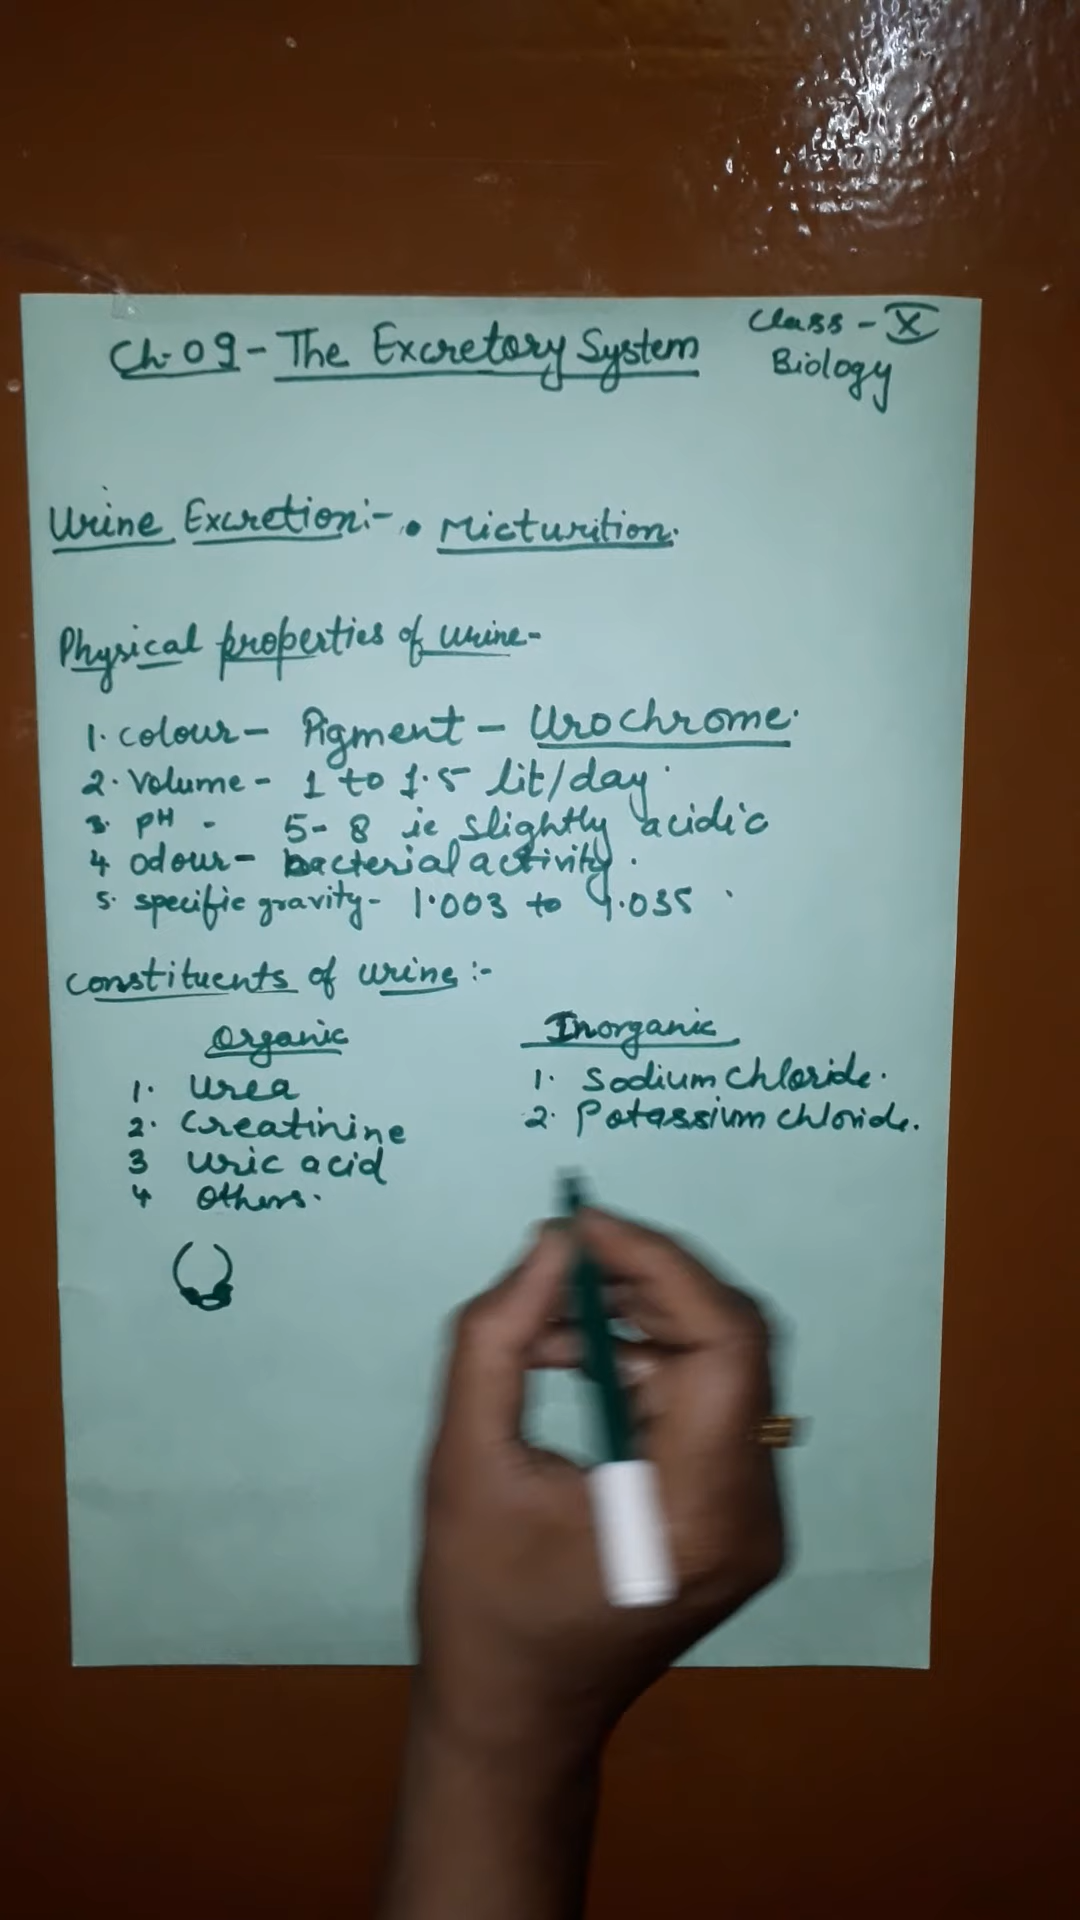 Ch. 09 - The Excretory System
Class - X
Biology
Urine Excretion:- • Micturition.
Physical properties of urine-
1. Colour - Pigment - Urochrome.
2. Volume - 1 to 1.5 lit/day.
3. pH - 5-8 ie slightly acidic
4 odour - bacterial activity.
5. specific gravity - 1.003 to 1.035
Constituents of urine :-
Organic
1. Urea
2. Creatinine
3 Uric acid
4 Others.
Inorganic
1. Sodium Chloride.
2. Potassium chloride.